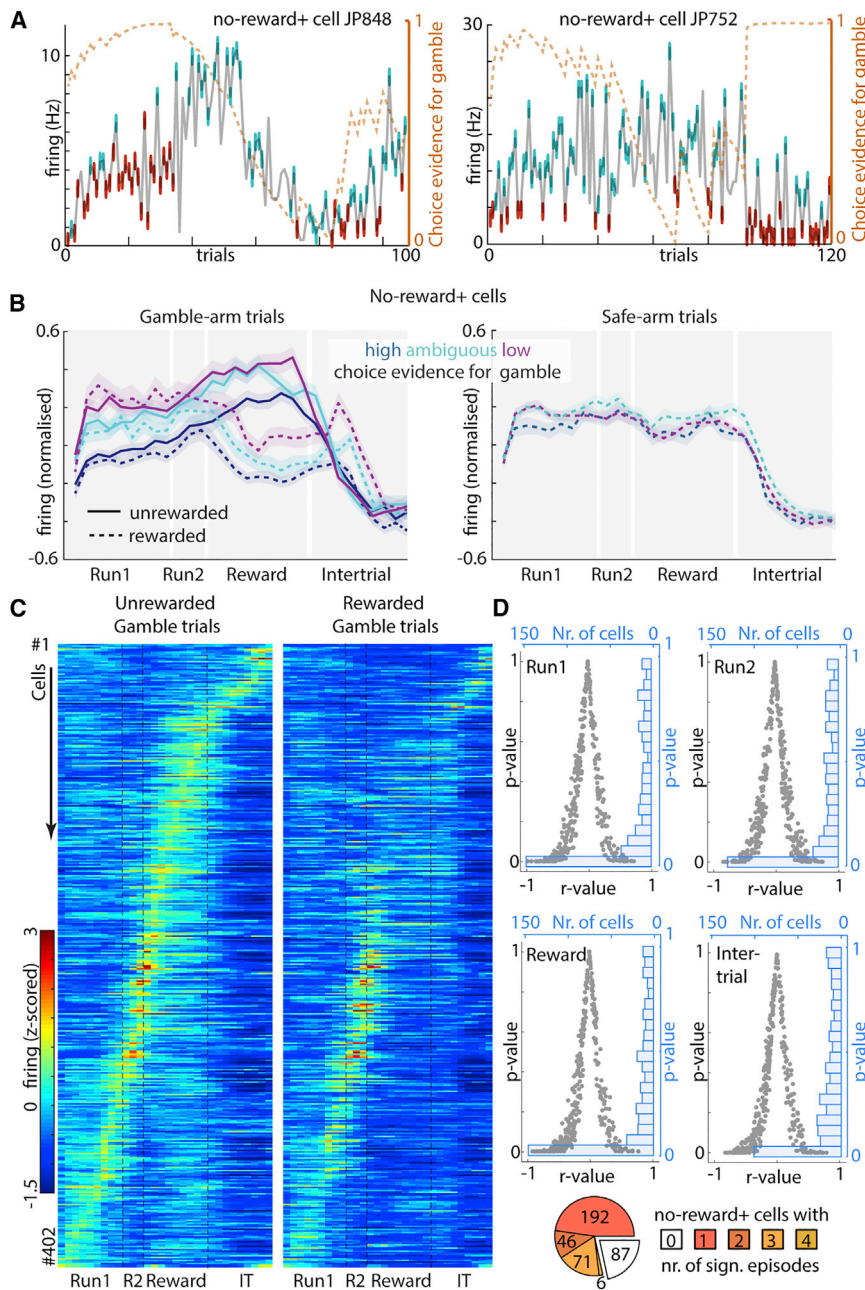 A
no-reward+ cell JP848
no-reward+ cell JP752
firing (Hz)
10
0
0
trials
100
1
0
Choice evidence for gamble
firing (Hz)
30
15
0
0
trials
120
1
0
Choice evidence for gamble
B
No-reward+ cells
Gamble-arm trials
Safe-arm trials
high ambiguous low
choice evidence for gamble
firing (normalised)
0.6
-0.6
unrewarded
rewarded
Run1 Run2 Reward Intertrial
firing (normalised)
0.6
-0.6
Run1 Run2 Reward Intertrial
C
Unrewarded
Gamble trials
Rewarded
Gamble trials
#1
Cells
#402
3
0
-1.5
firing (z-scored)
Run1 R2 Reward IT
Run1 R2 Reward IT
D
150 Nr. of cells 0
Run1
p-value
1
0
-1 r-value 1
1
p-value
0
150 Nr. of cells 0
Run2
p-value
1
0
-1 r-value 1
1
p-value
0
150 Nr. of cells 0
Reward
p-value
1
0
-1 r-value 1
1
p-value
0
150 Nr. of cells 0
Inter-
trial
p-value
1
0
-1 r-value 1
1
p-value
0
192
46
71
6
87
no-reward+ cells with
0 1 2 3 4
nr. of sign. episodes